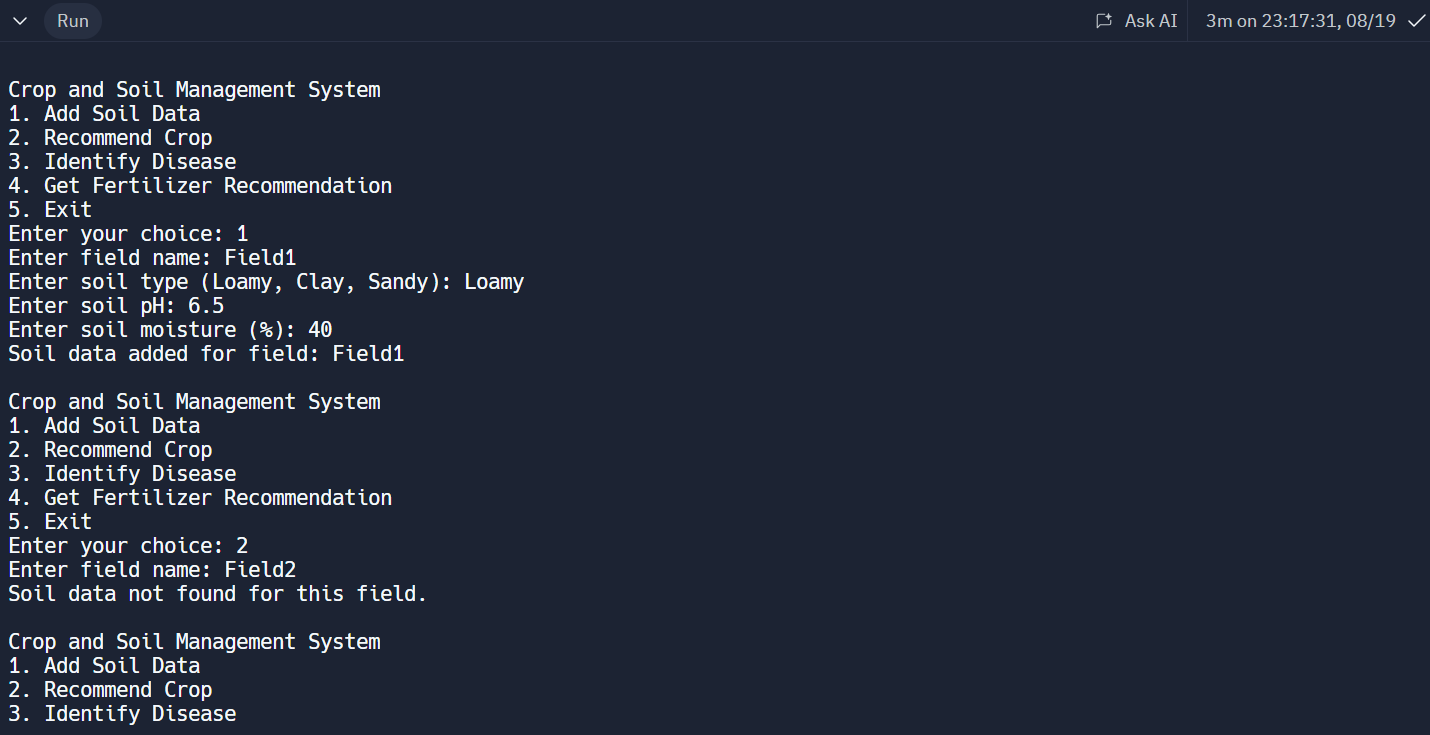 Run
Ask AI
3m on 23:17:31, 08/19
Crop and Soil Management System
1. Add Soil Data
2. Recommend Crop
3. Identify Disease
4. Get Fertilizer Recommendation
5. Exit
Enter your choice: 1
Enter field name: Field1
Enter soil type (Loamy, Clay, Sandy): Loamy
Enter soil pH: 6.5
Enter soil moisture (%): 40
Soil data added for field: Field1
Crop and Soil Management System
1. Add Soil Data
2. Recommend Crop
3. Identify Disease
4. Get Fertilizer Recommendation
5. Exit
Enter your choice: 2
Enter field name: Field2
Soil data not found for this field.
Crop and Soil Management System
1. Add Soil Data
2. Recommend Crop
3. Identify Disease